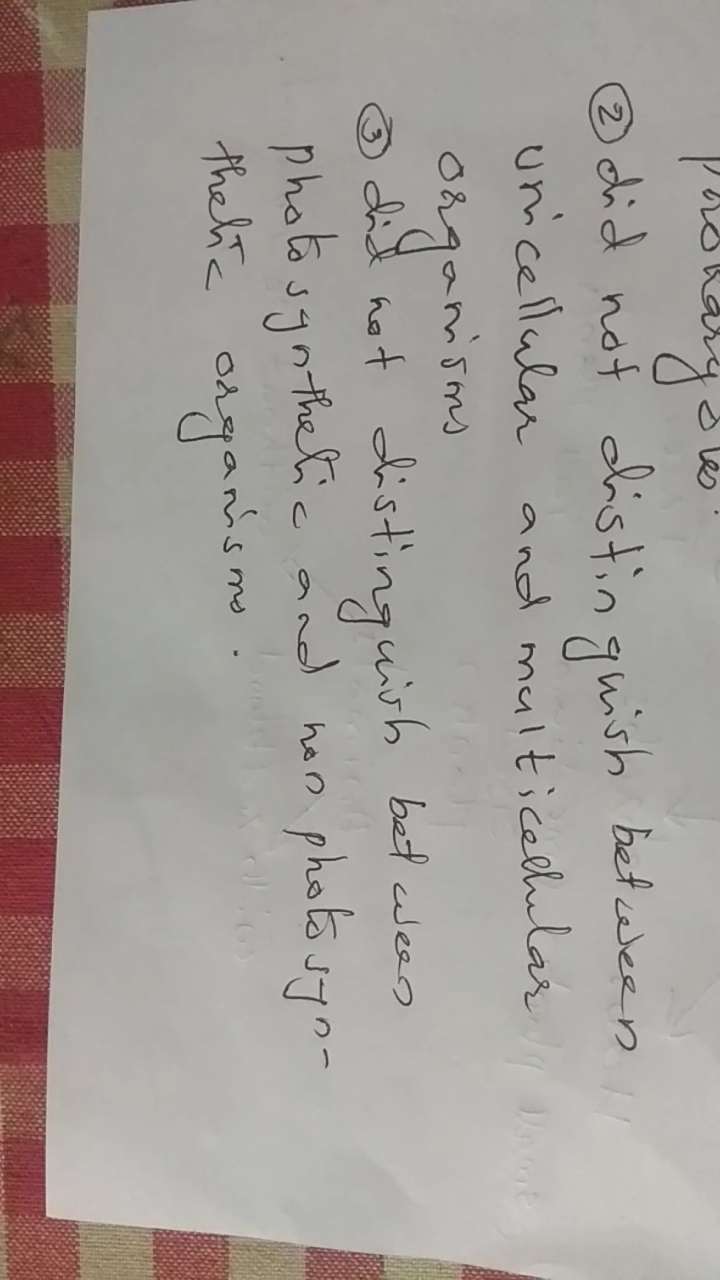 ② did not distinguish between
unicellular and multicellular
organisms
③ did not distinguish between
photosynthetic and non photosyn-
thetic organisms.